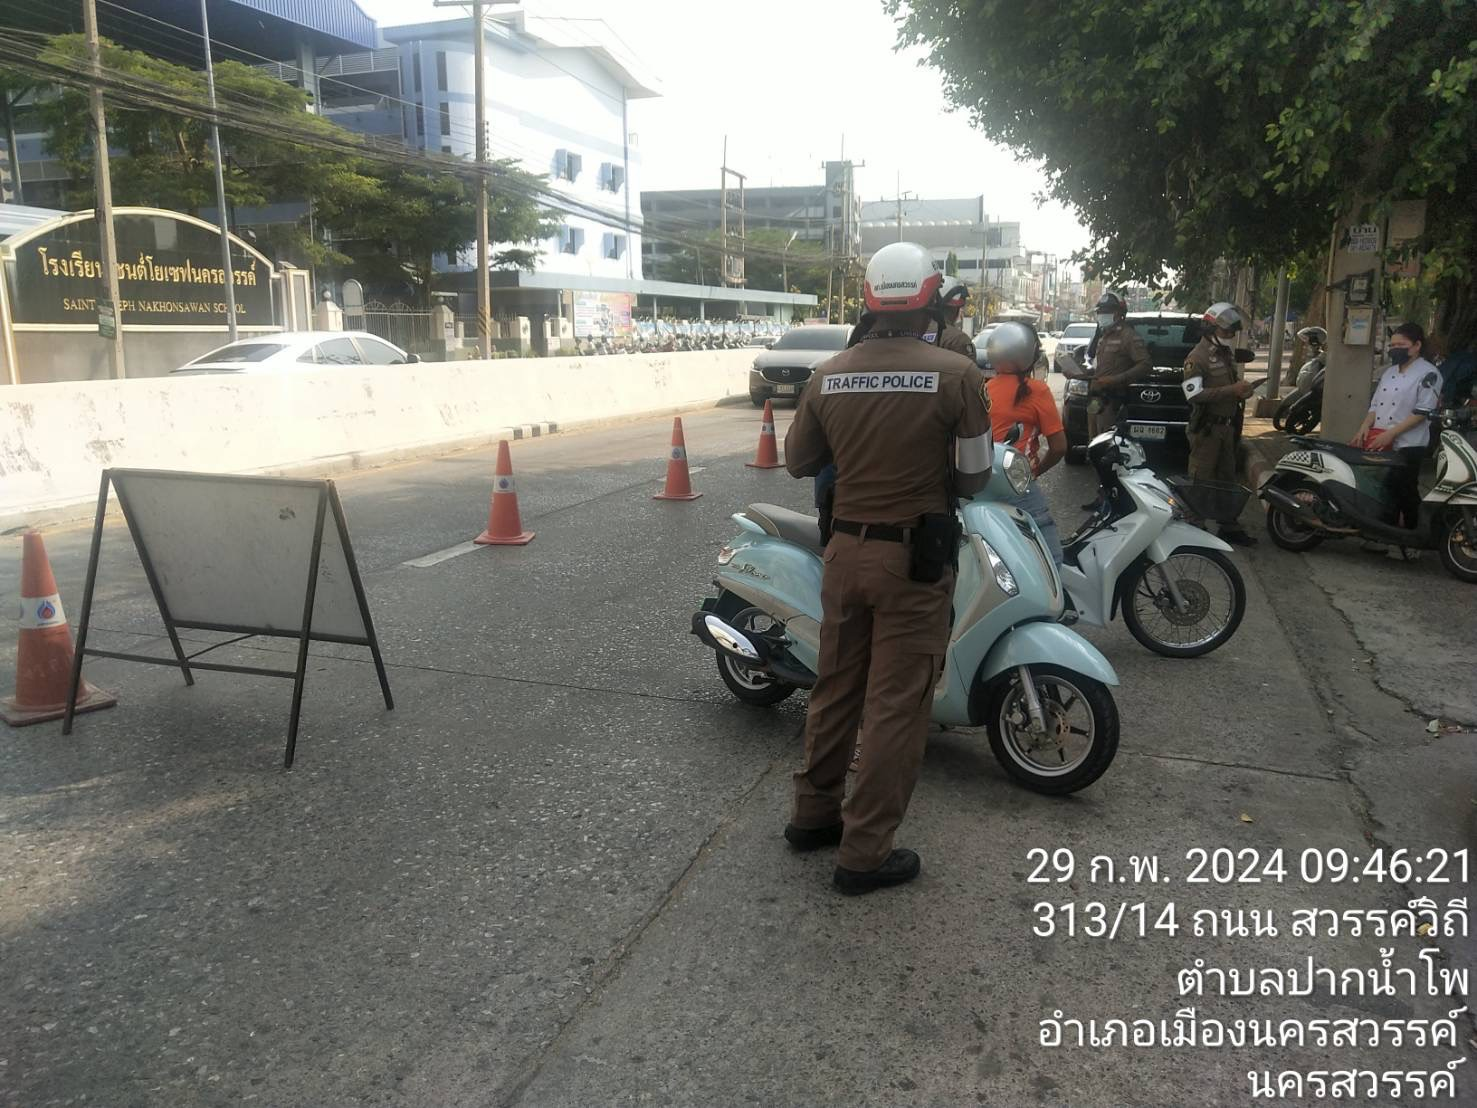 โรงเรียนเซนต์โยเซฟนครสวรรค์
NAKHONSAWAN SCHOOL
TRAFFIC POLICE
29 ก.พ. 2024 09:46:21
313/14 ถนน สวรรค์วิถี
ตำบลปากน้ำโพ
อำเภอเมืองนครสวรรค์
นครสวรรค์